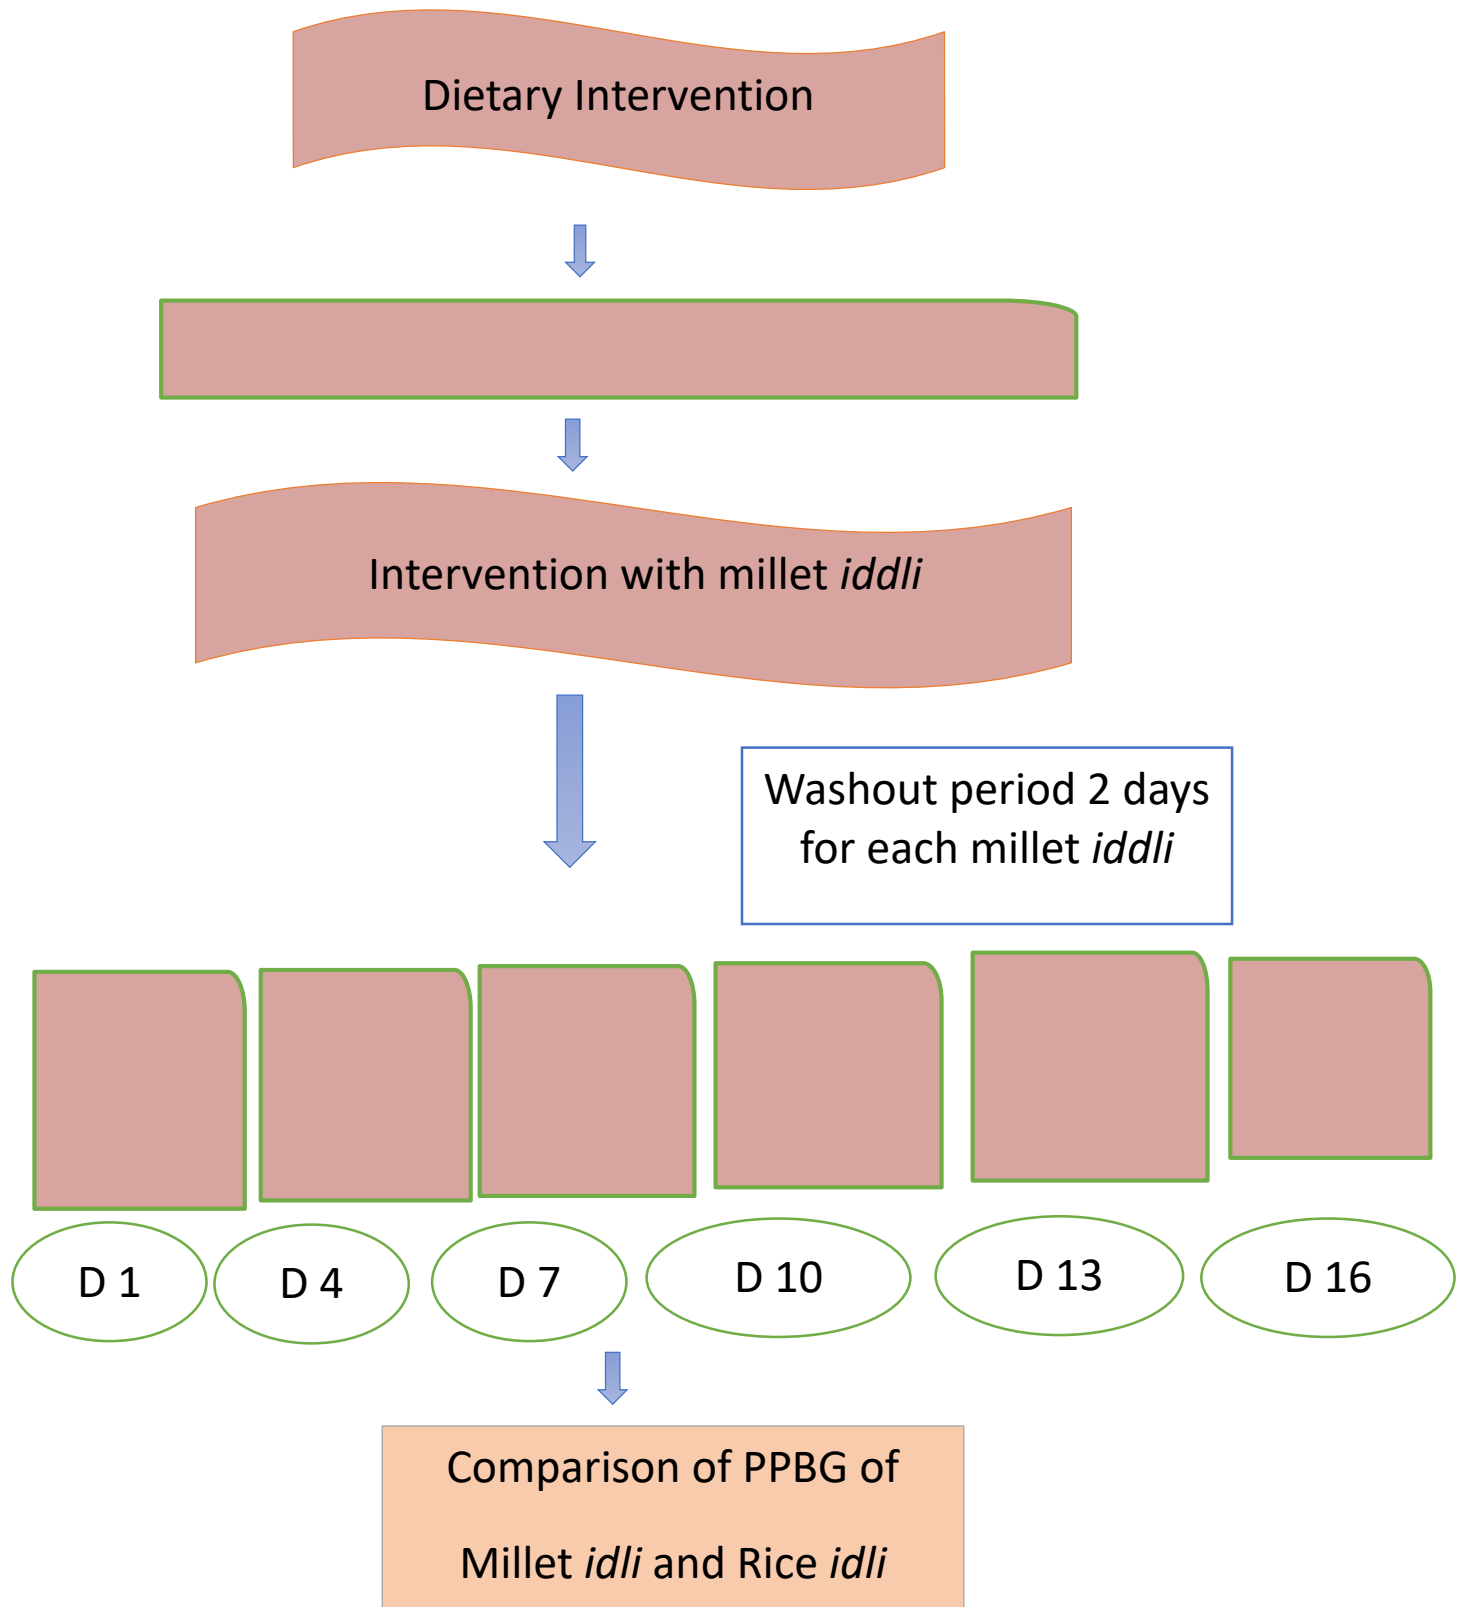 Dietary Intervention
Intervention with millet iddli
Washout period 2 days
for each millet iddli
D 1
D 4
D 7
D 10
D 13
D 16
Comparison of PPBG of
Millet idli and Rice idli